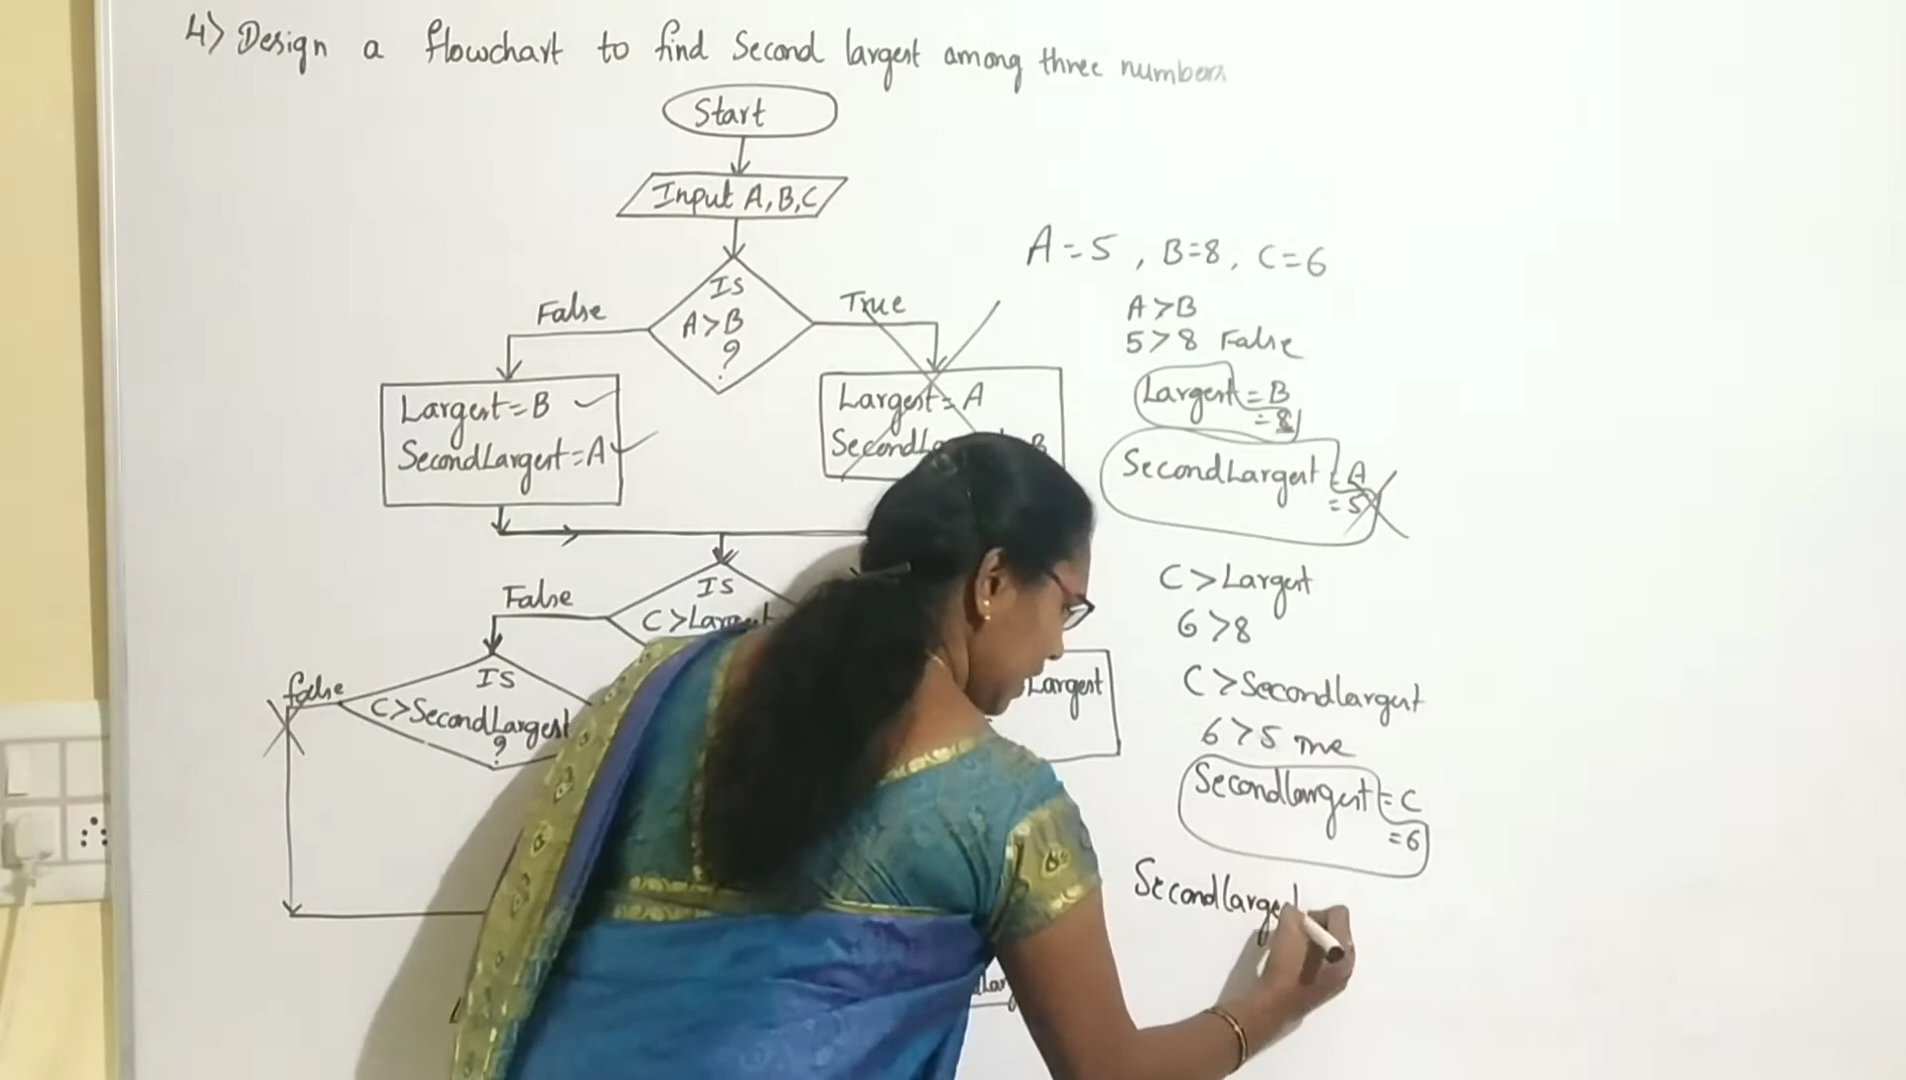 4) Design a flowchart to find Second largest among three numbers
Start
Input A,B,C
Is
A>B
?
False
True
Largest=B
SecondLargest=A
Largest=A
B
Is
C>Largest
False
Is
C>SecondLargest
?
false
Largest
A=5, B=8, C=6
A>B
5>8 False
Largest=B
=8
SecondLargest=A
=5
C>Largest
6>8
C>Secondlargest
6>5 True
Secondlargest=C
=6
Secondlargest